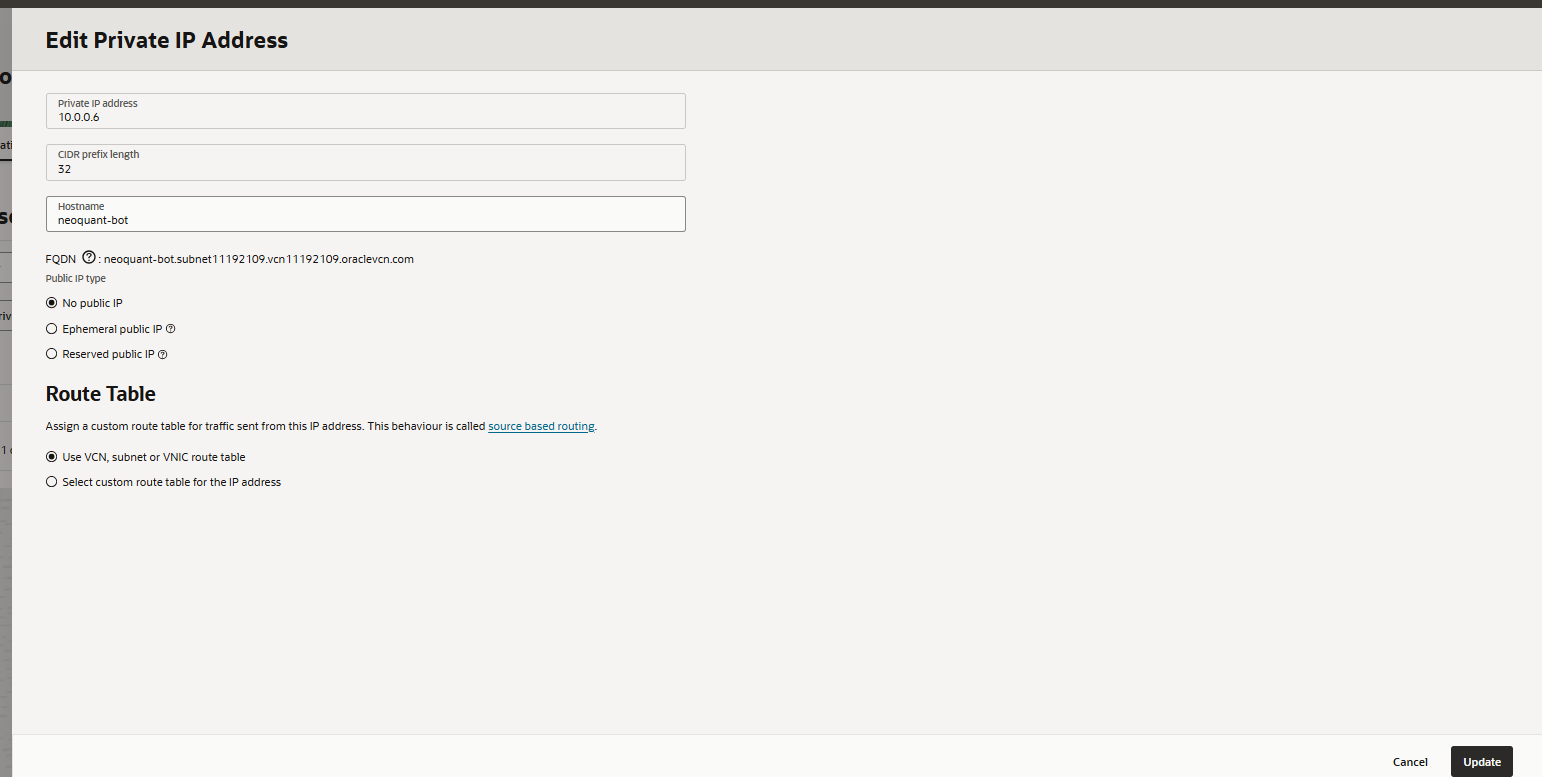 Edit Private IP Address
Private IP address
10.0.0.6
CIDR prefix length
32
Hostname
neoquant-bot
FQDN ? : neoquant-bot.subnet11192109.vcn11192109.oraclevcn.com
Public IP type
No public IP
Ephemeral public IP ?
Reserved public IP ?
Route Table
Assign a custom route table for traffic sent from this IP address. This behaviour is called source based routing.
Use VCN, subnet or VNIC route table
Select custom route table for the IP address
Cancel
Update